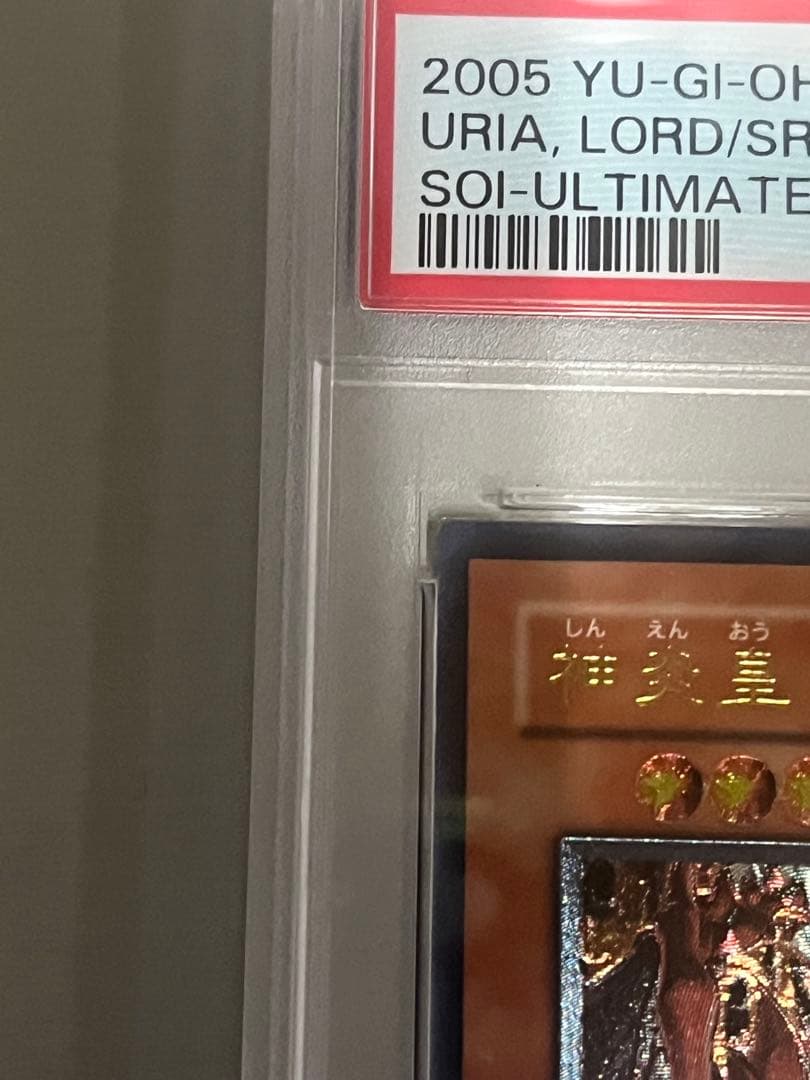 2005 YU-GI-OH
URIA, LORD/SR
SOI-ULTIMATE
しん えん おう
神炎皇